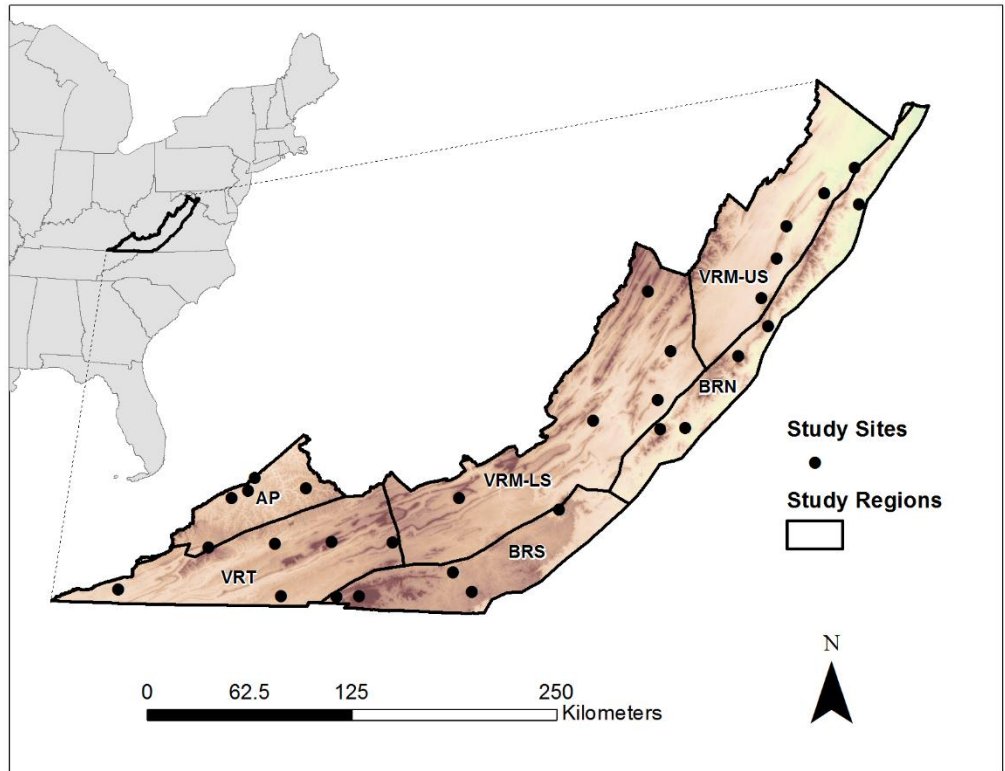 VRM-US
BRN
Study Sites
VRM-LS
Study Regions
AP
BRS
VRT
N
0 62.5 125 250
Kilometers